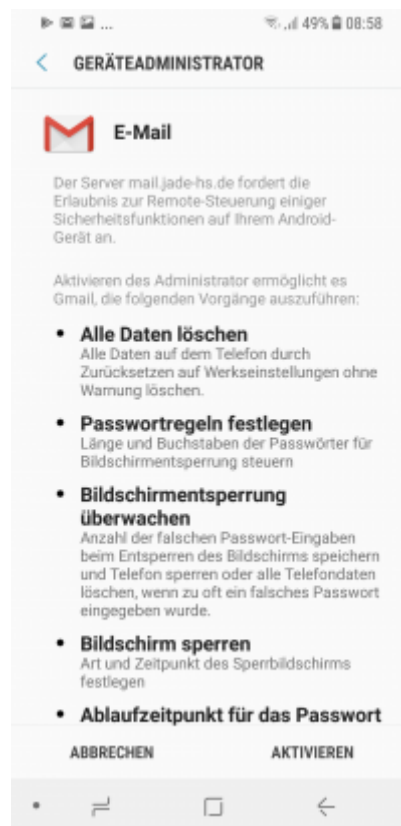 ... 49% 08:58
GERÄTEADMINISTRATOR
E-Mail
Der Server mail.jade-hs.de fordert die
Erlaubnis zur Remote-Steuerung einiger
Sicherheitsfunktionen auf Ihrem Android-
Gerät an.
Aktivieren des Administrator ermöglicht es
Gmail, die folgenden Vorgänge auszuführen:
• Alle Daten löschen
Alle Daten auf dem Telefon durch
Zurücksetzen auf Werkseinstellungen ohne
Warnung löschen.
• Passwortregeln festlegen
Länge und Buchstaben der Passwörter für
Bildschirmentsperrung steuern
• Bildschirmentsperrung
überwachen
Anzahl der falschen Passwort-Eingaben
beim Entsperren des Bildschirms speichern
und Telefon sperren oder alle Telefondaten
löschen, wenn zu oft ein falsches Passwort
eingegeben wurde.
• Bildschirm sperren
Art und Zeitpunkt des Sperrbildschirms
festlegen
• Ablaufzeitpunkt für das Passwort
ABBRECHEN AKTIVIEREN